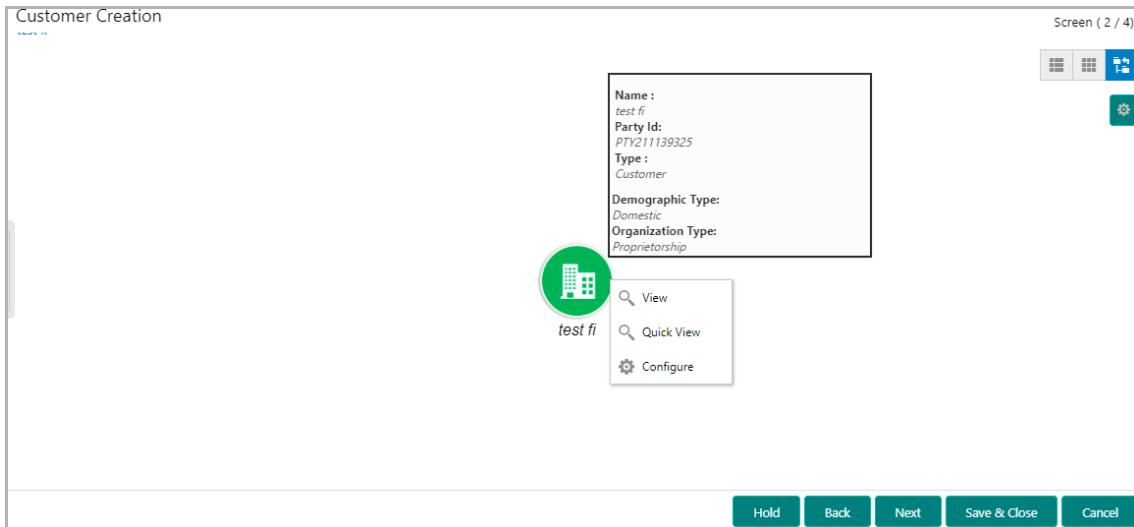 Customer Creation
Screen ( 2 / 4)
Name :
test fi
Party Id:
PTY211139325
Type :
Customer
Demographic Type:
Domestic
Organization Type:
Proprietorship
test fi
View
Quick View
Configure
Hold Back Next Save & Close Cancel